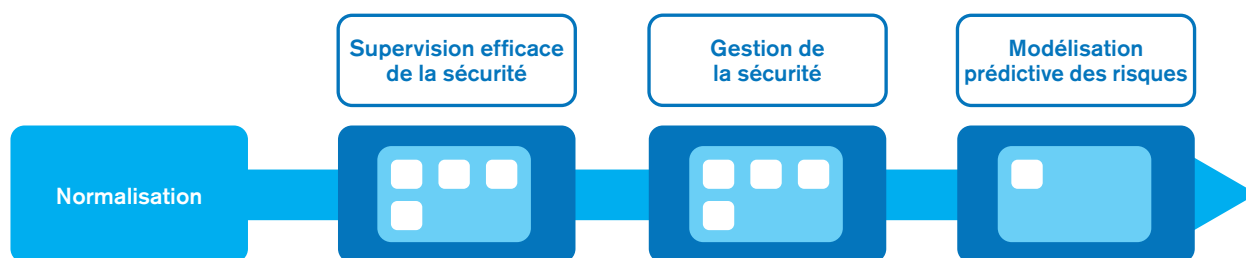 Supervision efficace
de la sécurité
Gestion de
la sécurité
Modélisation
prédictive des risques
Normalisation